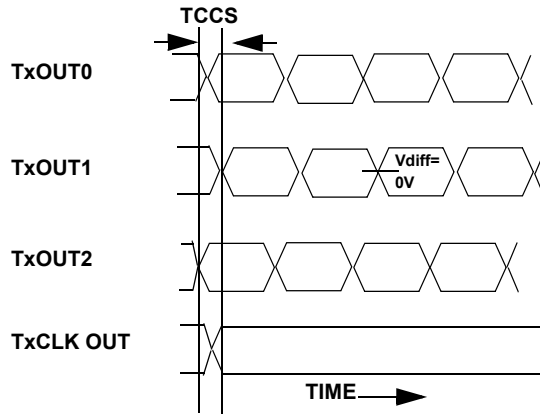 TCCS
TxOUT0
TxOUT1
Vdiff=
0V
TxOUT2
TxCLK OUT
TIME